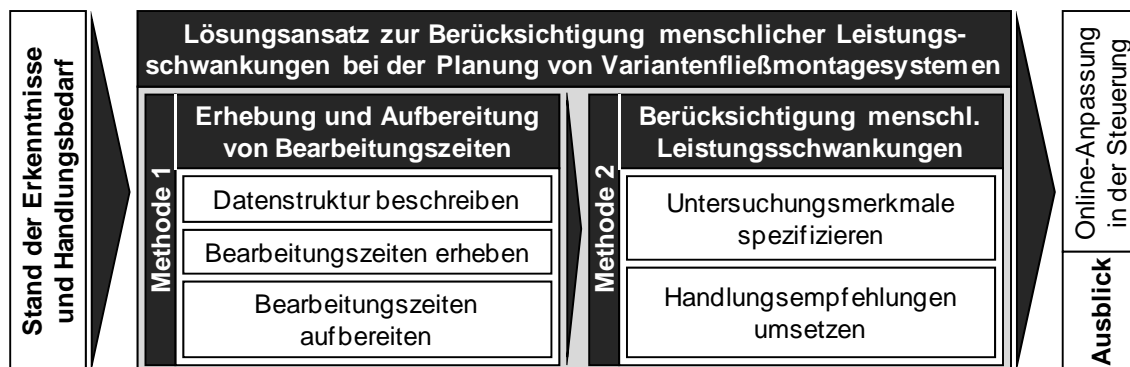 Stand der Erkenntnisse
und Handlungsbedarf
Lösungsansatz zur Berücksichtigung menschlicher Leistungs-
schwankungen bei der Planung von Variantenfließmontagesystemen
Methode 1
Erhebung und Aufbereitung
von Bearbeitungszeiten
Datenstruktur beschreiben
Bearbeitungszeiten erheben
Bearbeitungszeiten
aufbereiten
Methode 2
Berücksichtigung menschl.
Leistungsschwankungen
Untersuchungsmerkmale
spezifizieren
Handlungsempfehlungen
umsetzen
Online-Anpassung
in der Steuerung
Ausblick